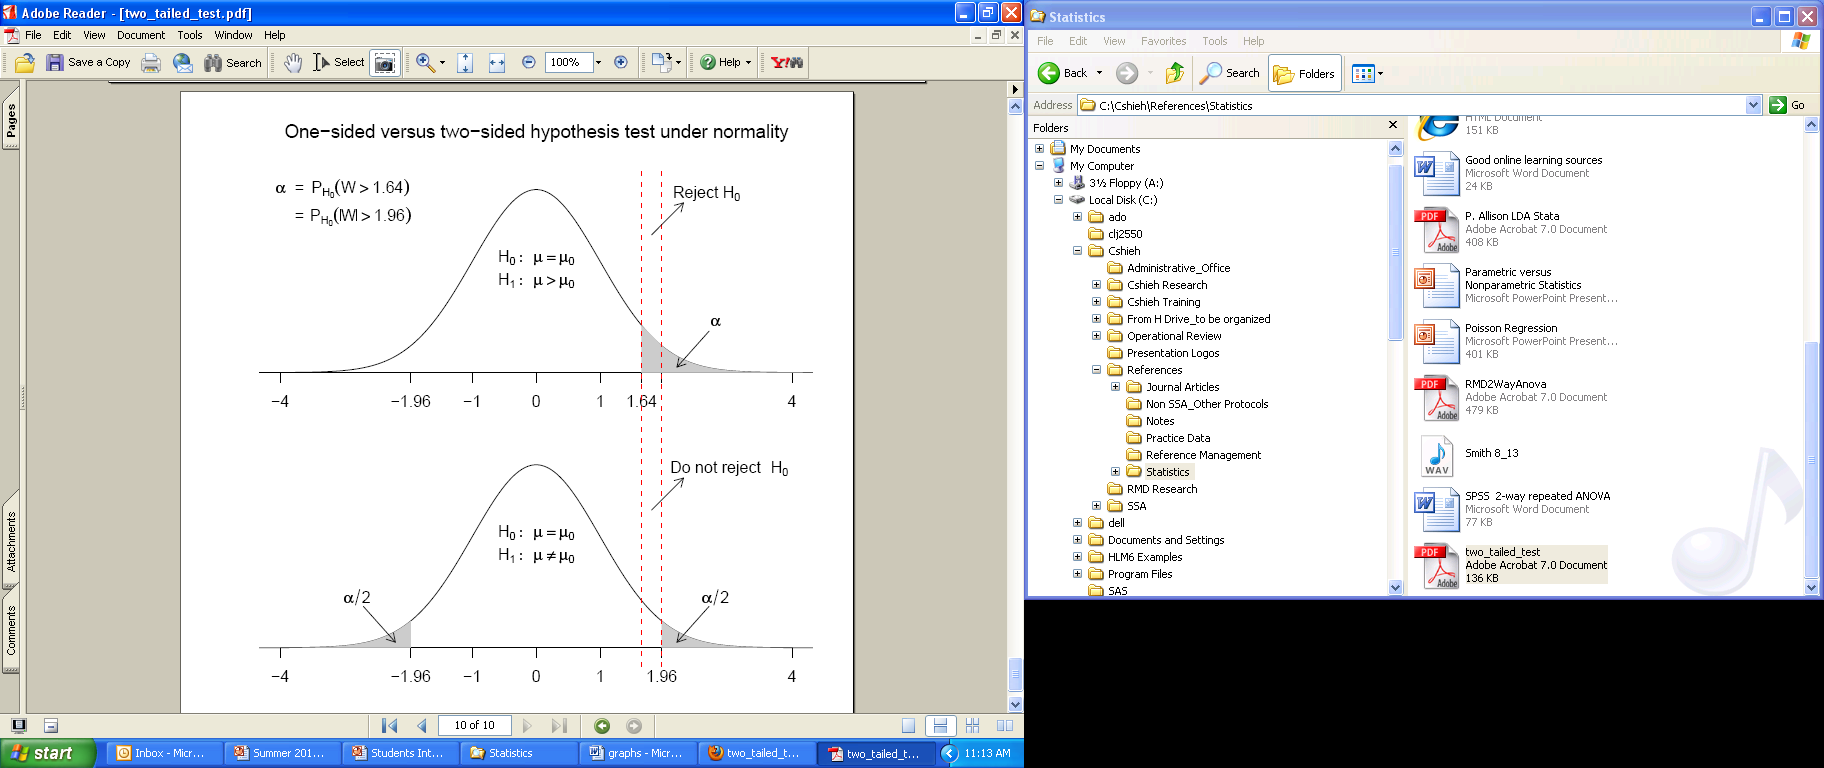 Adobe Reader - [two_tailed_test.pdf]
File Edit View Document Tools Window Help
Save a Copy Search Select 100% Help Y!
Pages
Attachments
Comments
One−sided versus two−sided hypothesis test under normality
α = P_H₀(W > 1.64)
= P_H₀(|W| > 1.96)
Reject H₀
H₀ : μ = μ₀
H₁ : μ > μ₀
α
−4 −1.96 −1 0 1 1.64 4
Do not reject H₀
H₀ : μ = μ₀
H₁ : μ ≠ μ₀
α/2 α/2
−4 −1.96 −1 0 1 1.96 4
10 of 10
start Inbox - Micr... Summer 201... Students Int... Statistics graphs - Micr... two_tailed_t... two_tailed_t... 11:13 AM
Statistics
File Edit View Favorites Tools Help
Back Search Folders
Address C:\Cshieh\References\Statistics Go
Folders
My Documents
My Computer
3½ Floppy (A:)
Local Disk (C:)
ado
clj2550
Cshieh
Administrative_Office
Cshieh Research
Cshieh Training
From H Drive_to be organized
Operational Review
Presentation Logos
References
Journal Articles
Non SSA_Other Protocols
Notes
Practice Data
Reference Management
Statistics
RMD Research
SSA
dell
Documents and Settings
HLM6 Examples
Program Files
SAS
HTML Document
151 KB
Good online learning sources
Microsoft Word Document
24 KB
PDF
Adobe
P. Allison LDA Stata
Adobe Acrobat 7.0 Document
408 KB
Parametric versus
Nonparametric Statistics
Microsoft PowerPoint Present...
Poisson Regression
Microsoft PowerPoint Present...
401 KB
PDF
Adobe
RMD2WayAnova
Adobe Acrobat 7.0 Document
479 KB
WAV
Smith 8_13
SPSS 2-way repeated ANOVA
Microsoft Word Document
77 KB
PDF
Adobe
two_tailed_test
Adobe Acrobat 7.0 Document
136 KB